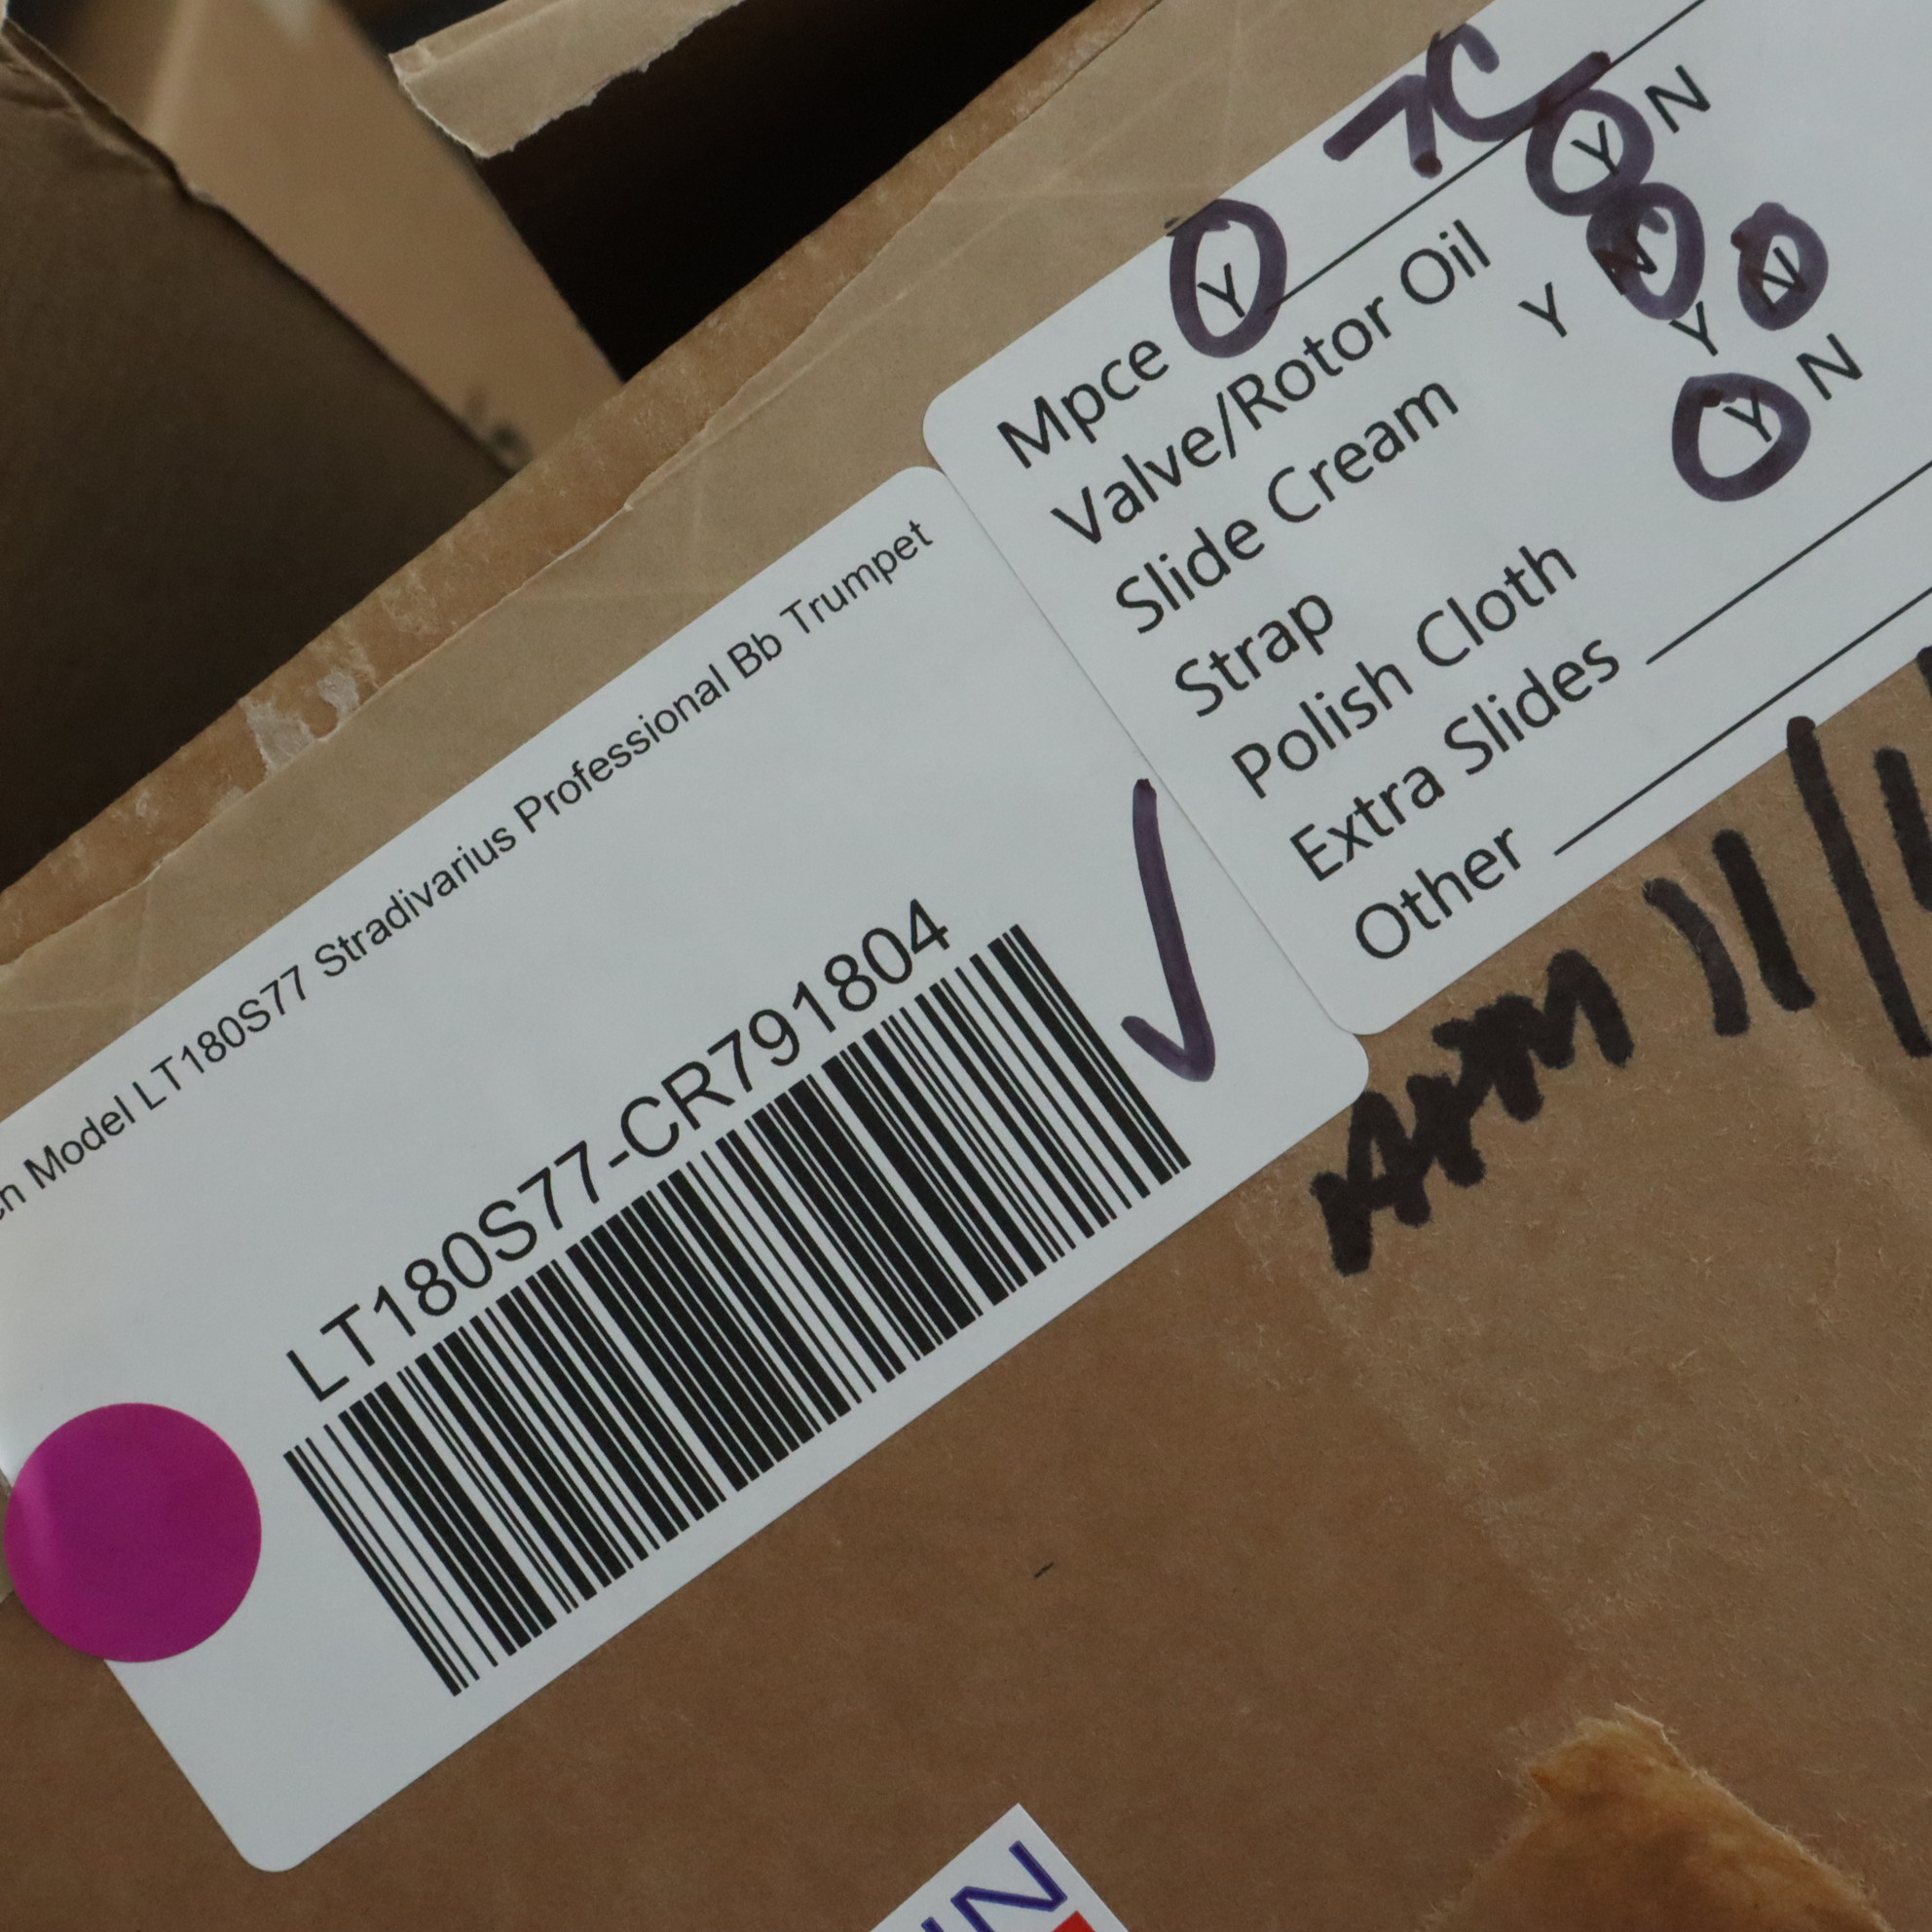 Mpce Y 7C
Valve/Rotor Oil Y N
Slide Cream Y N
Strap Y N
Polish Cloth Y N
Extra Slides
Other
Model LT180S77 Stradivarius Professional Bb Trumpet
LT180S77-CR791804